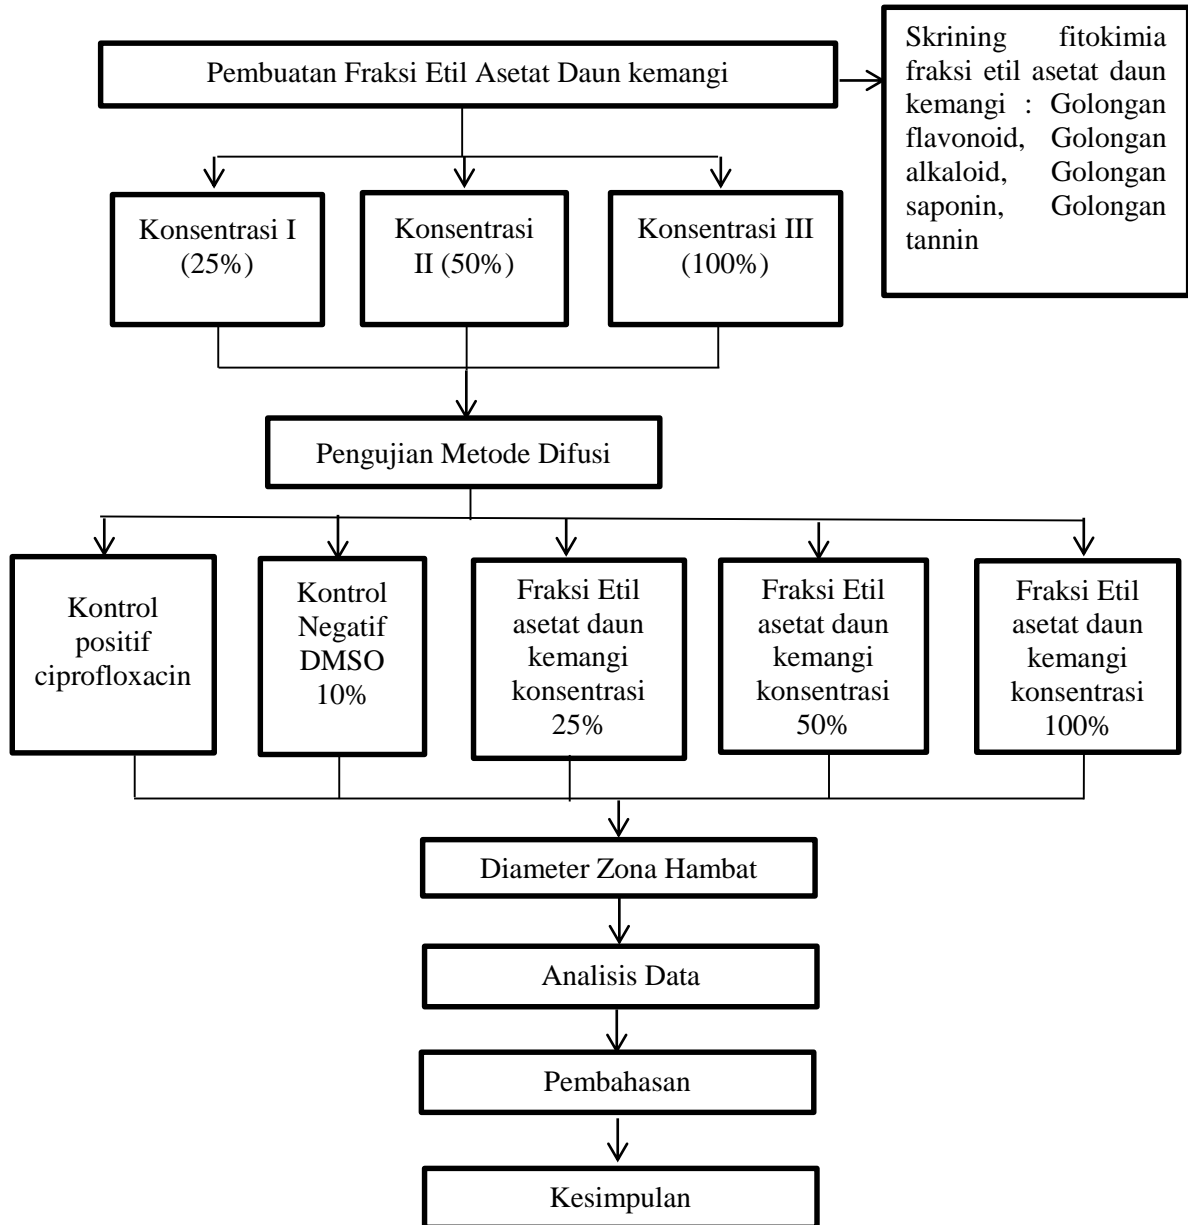 Pembuatan Fraksi Etil Asetat Daun kemangi
Skrining fitokimia
fraksi etil asetat daun
kemangi : Golongan
flavonoid, Golongan
alkaloid, Golongan
saponin, Golongan
tannin
Konsentrasi I
(25%)
Konsentrasi
II (50%)
Konsentrasi III
(100%)
Pengujian Metode Difusi
Kontrol
positif
ciprofloxacin
Kontrol
Negatif
DMSO
10%
Fraksi Etil
asetat daun
kemangi
konsentrasi
25%
Fraksi Etil
asetat daun
kemangi
konsentrasi
50%
Fraksi Etil
asetat daun
kemangi
konsentrasi
100%
Diameter Zona Hambat
Analisis Data
Pembahasan
Kesimpulan